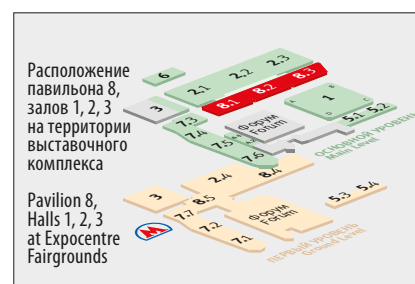 Расположение
павильона 8,
залов 1, 2, 3
на территории
выставочного
комплекса
Pavilion 8,
Halls 1, 2, 3
at Expocentre
Fairgrounds
6
2.1 2.2 2.3
3
8.1 8.2 8.3
1
A B C D
7.3
7.4
7.5
7.6
Форум
Forum
5.1 5.2
ОСНОВНОЙ УРОВЕНЬ
Main Level
3
2.4 8.4
8.5
7.7
7.2
7.1
Форум
Forum
5.3 5.4
ПЕРВЫЙ УРОВЕНЬ
Ground Level
М